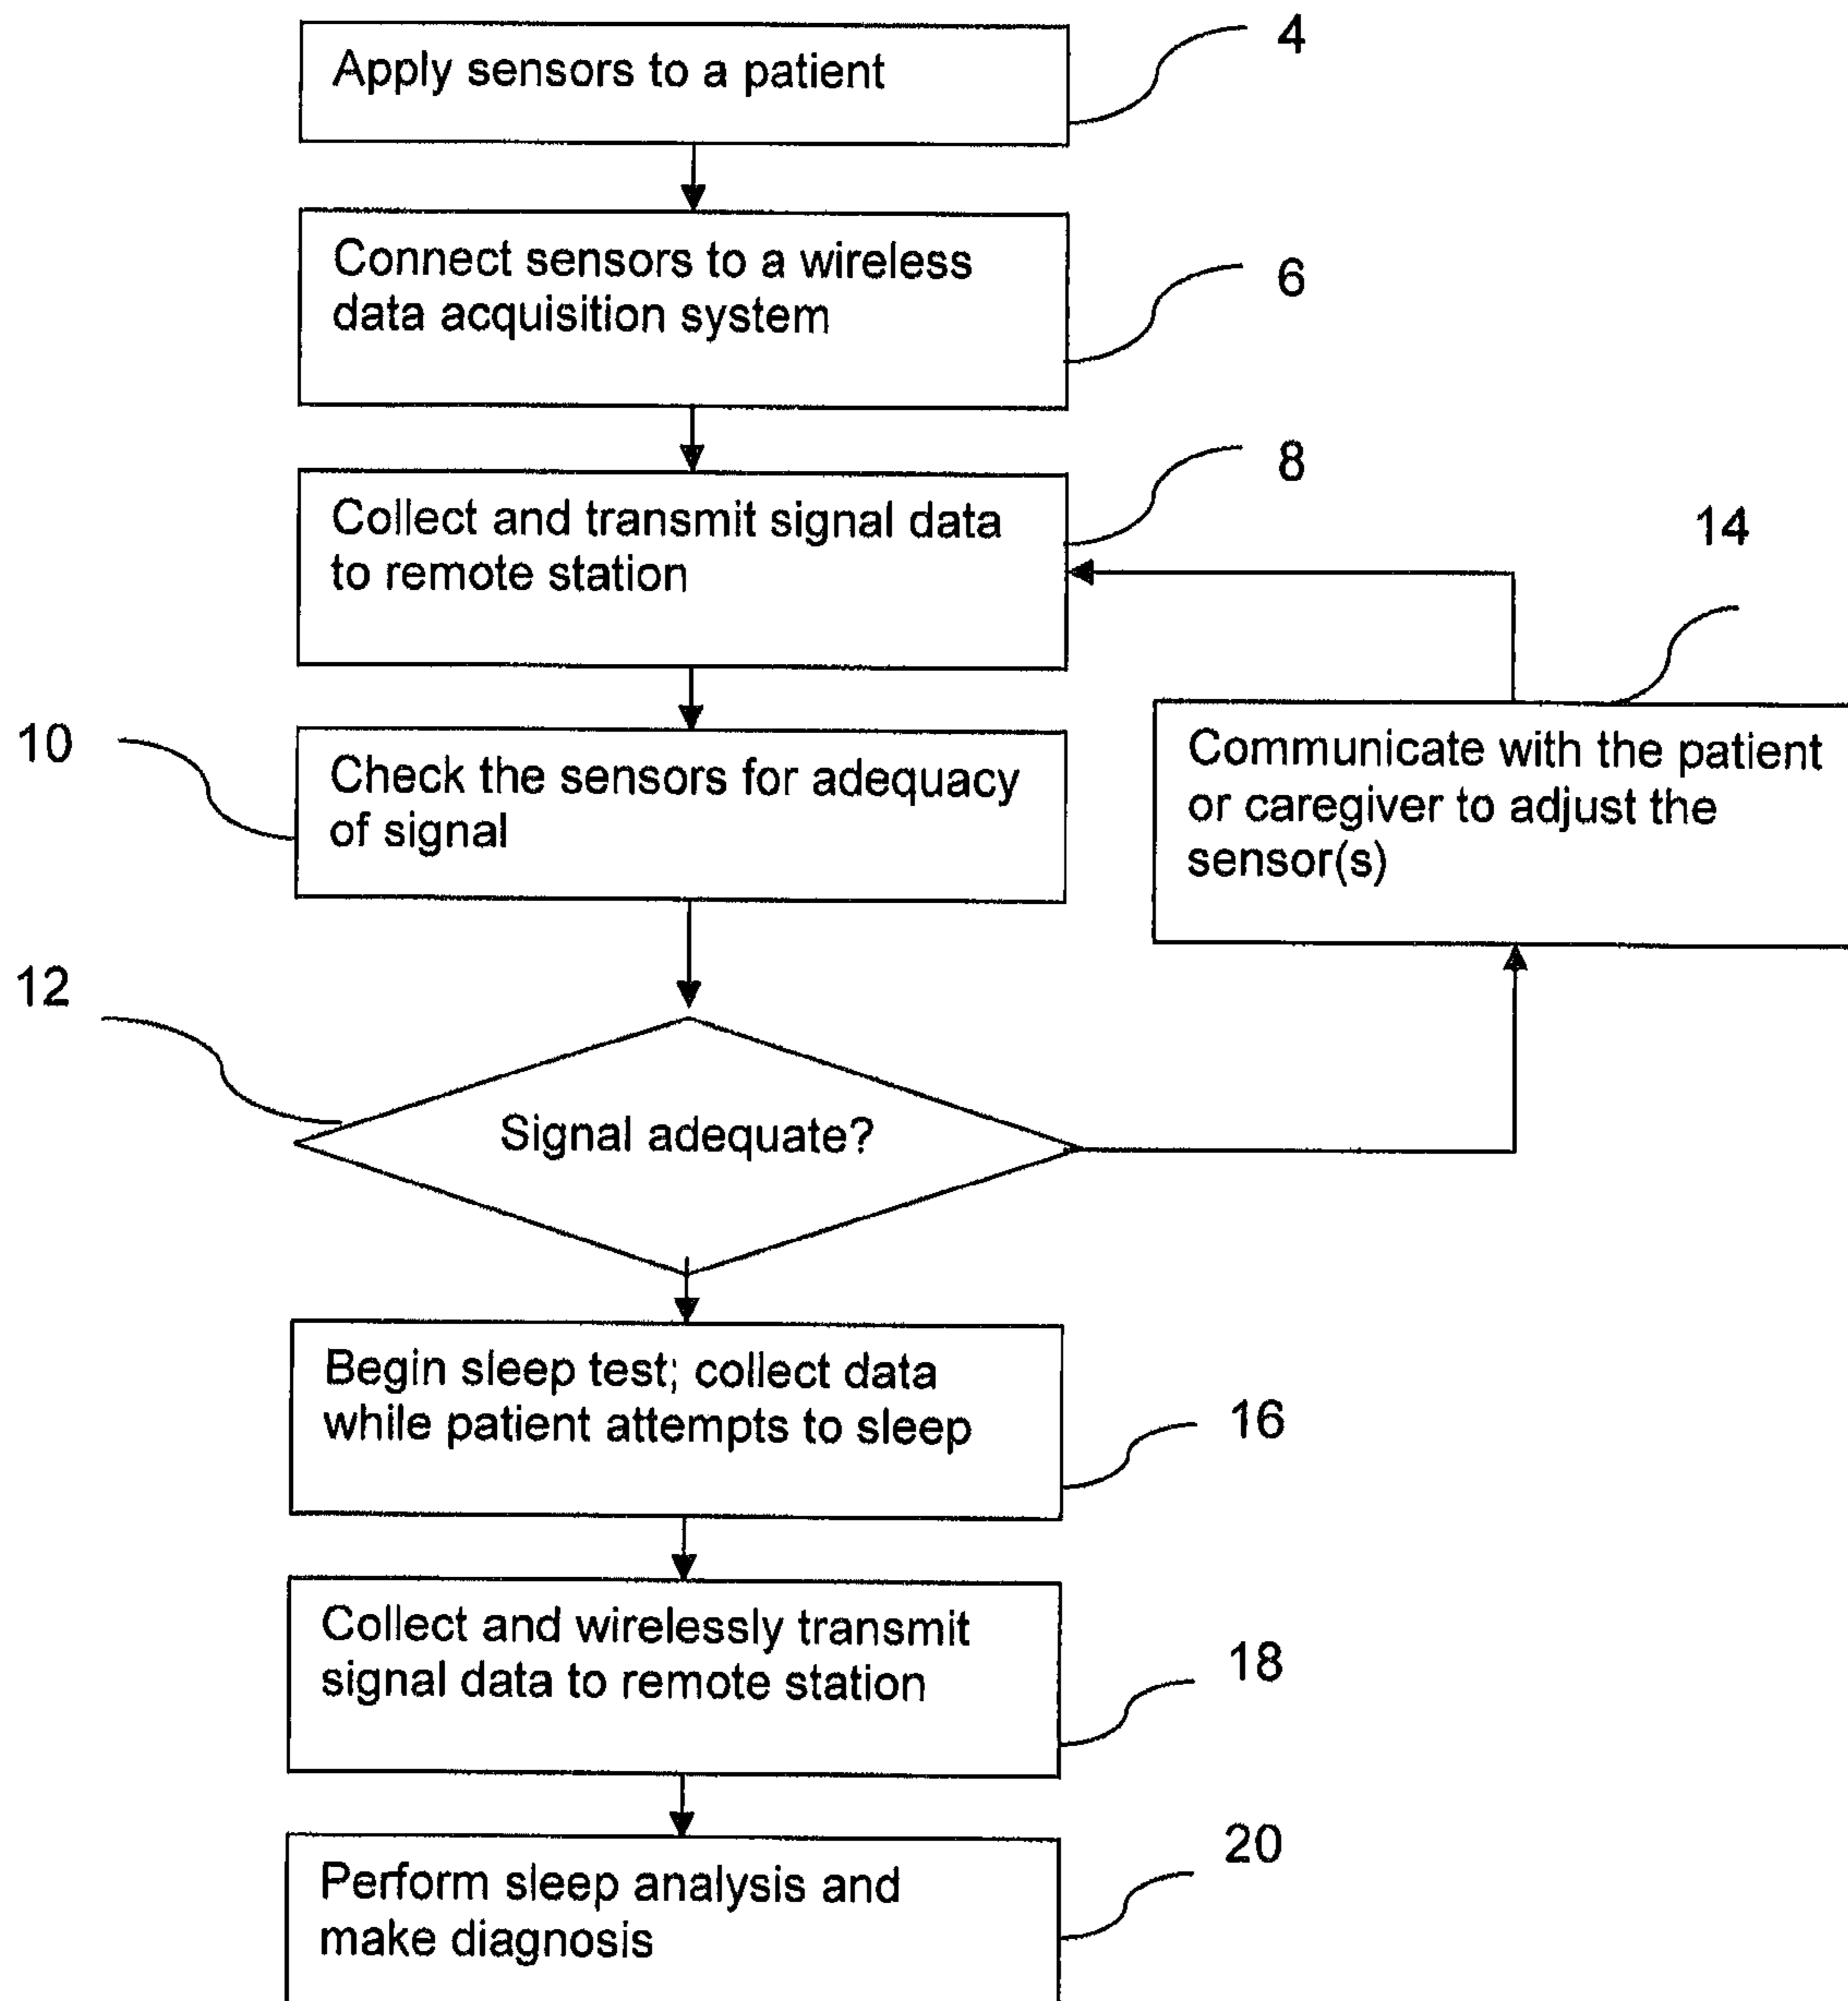 Apply sensors to a patient
4
Connect sensors to a wireless
data acquisition system
6
Collect and transmit signal data
to remote station
8
14
Communicate with the patient
or caregiver to adjust the
sensor(s)
10
Check the sensors for adequacy
of signal
12
Signal adequate?
Begin sleep test; collect data
while patient attempts to sleep
16
Collect and wirelessly transmit
signal data to remote station
18
Perform sleep analysis and
make diagnosis
20